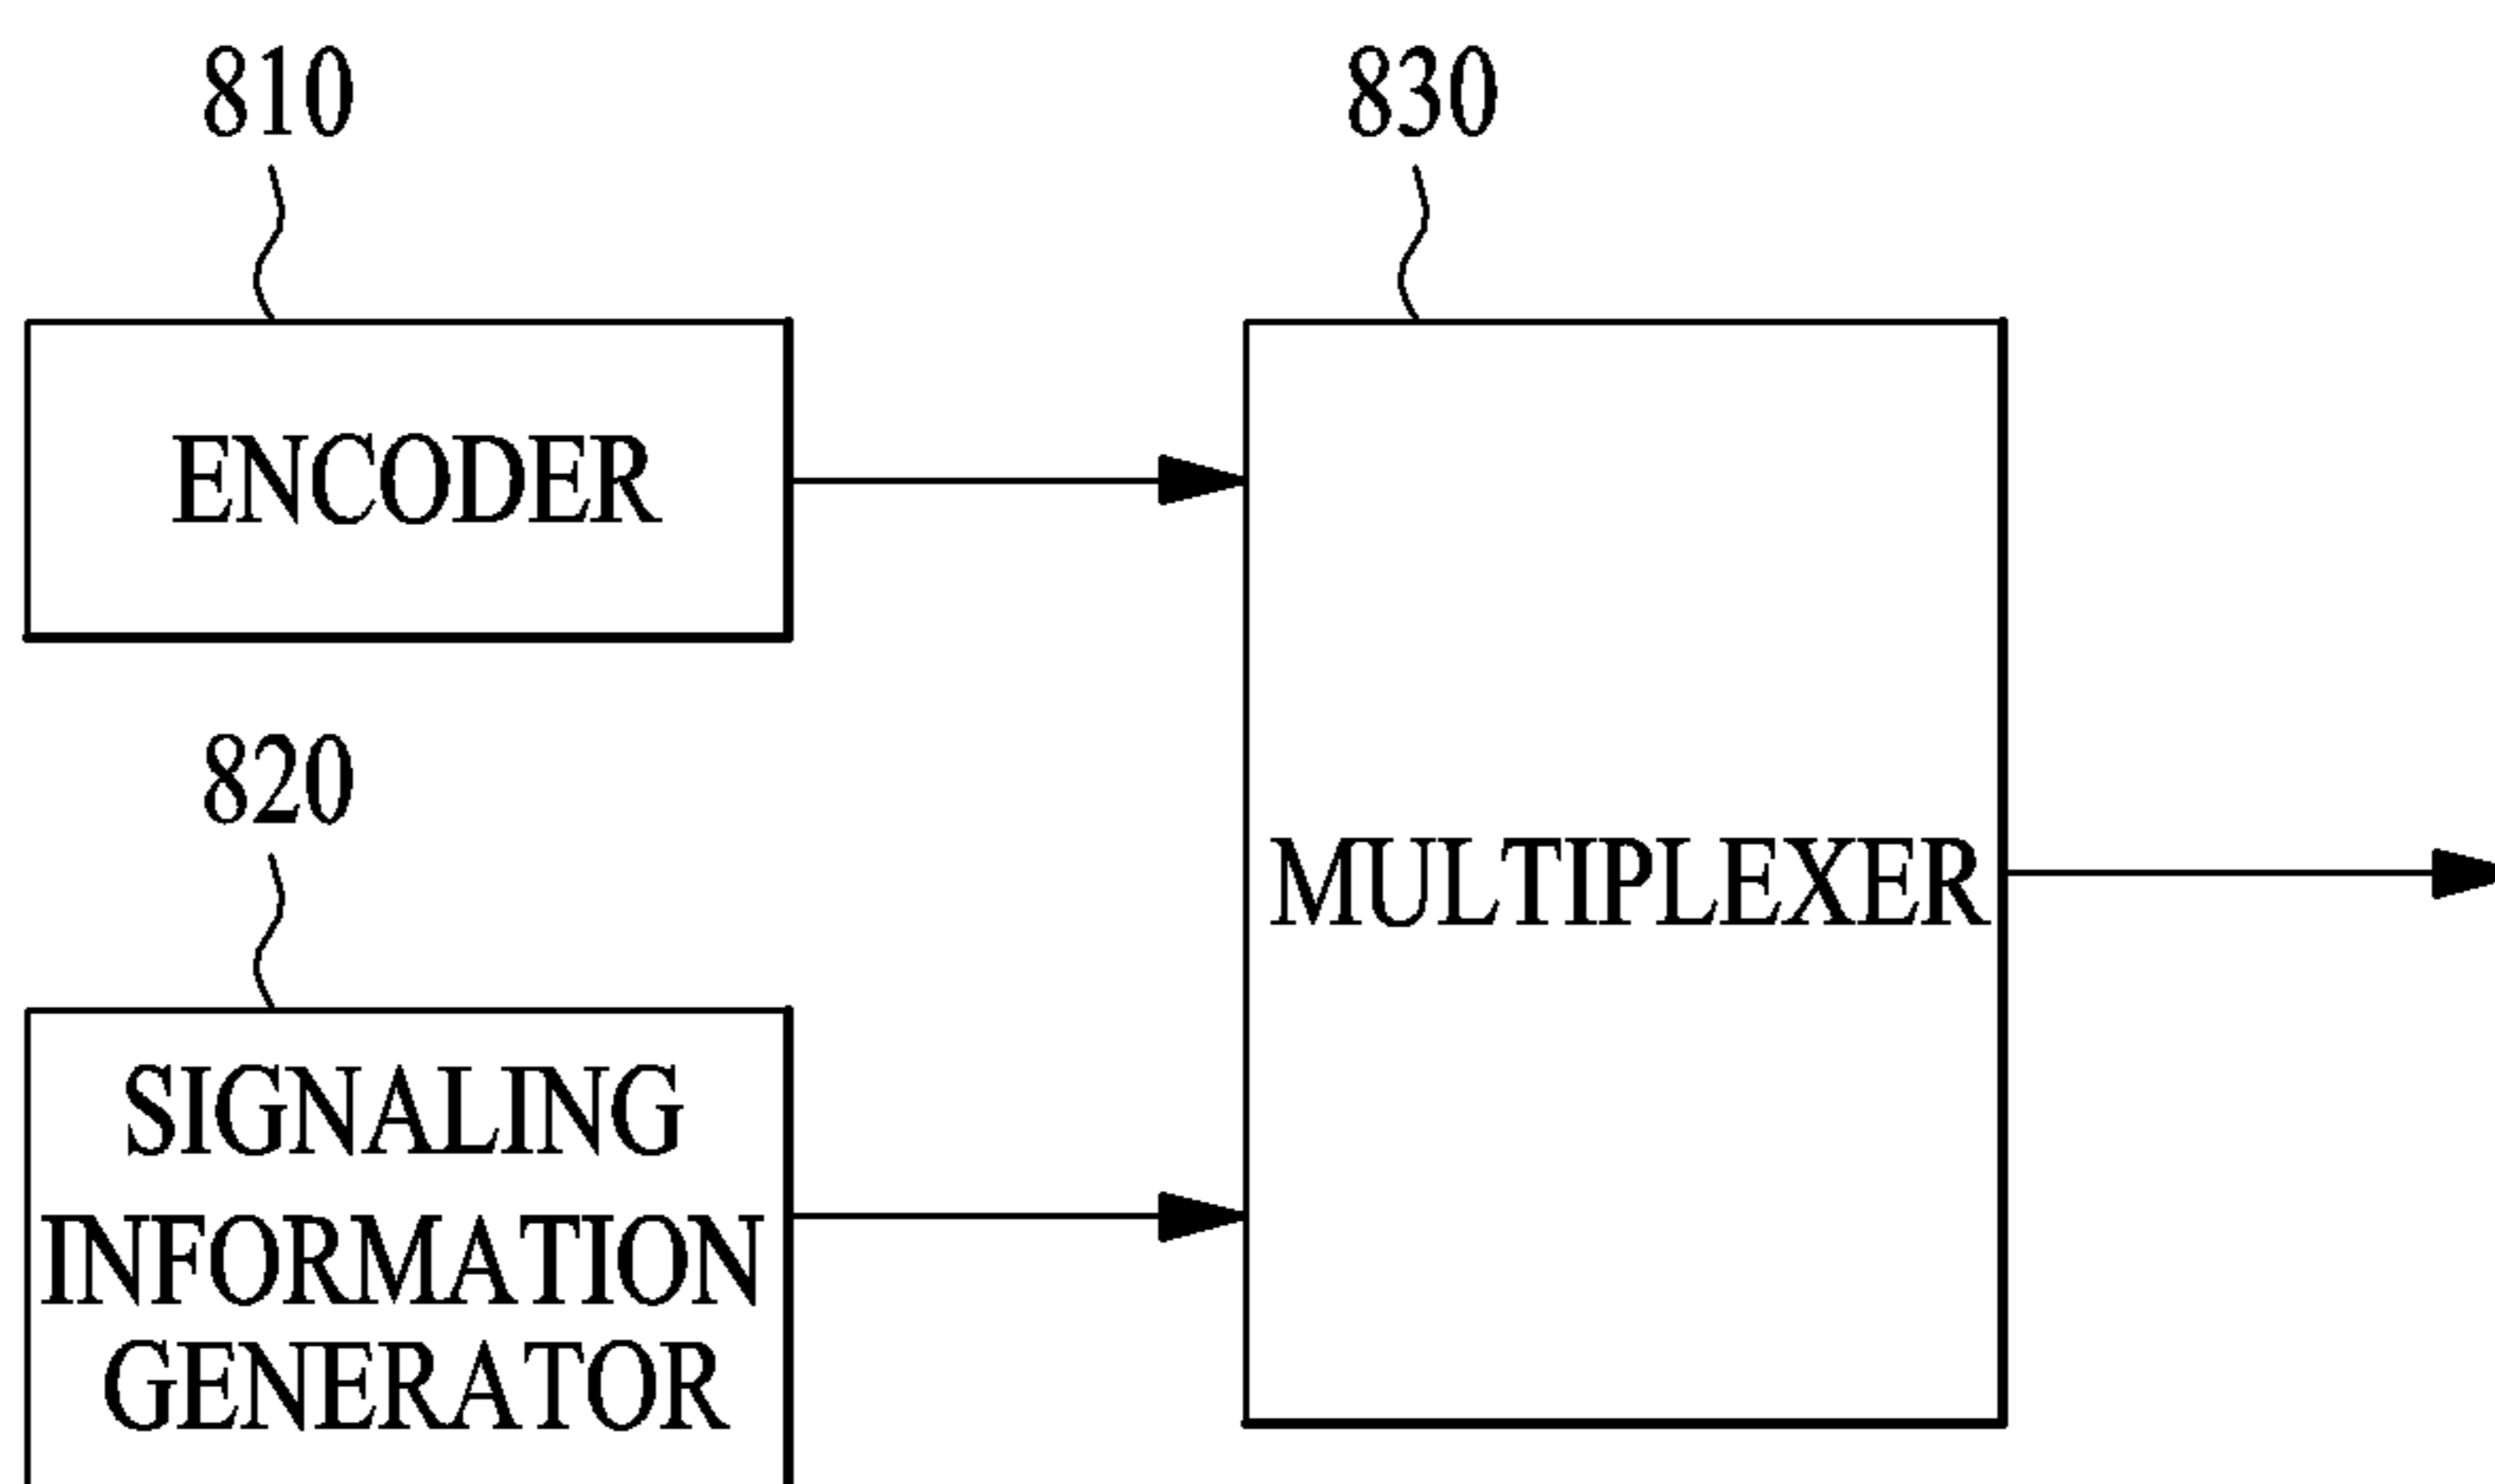 810
830
ENCODER
820
MULTIPLEXER
SIGNALING
INFORMATION
GENERATOR